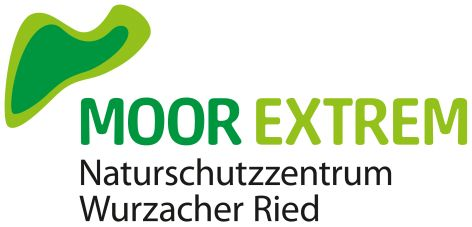 MOOR EXTREM
Naturschutzzentrum
Wurzacher Ried